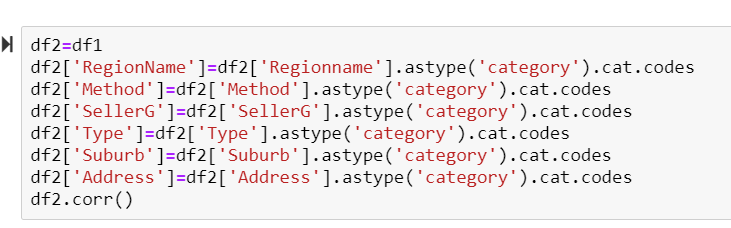 df2=df1
df2['RegionName']=df2['Regionname'].astype('category').cat.codes
df2['Method']=df2['Method'].astype('category').cat.codes
df2['SellerG']=df2['SellerG'].astype('category').cat.codes
df2['Type']=df2['Type'].astype('category').cat.codes
df2['Suburb']=df2['Suburb'].astype('category').cat.codes
df2['Address']=df2['Address'].astype('category').cat.codes
df2.corr()